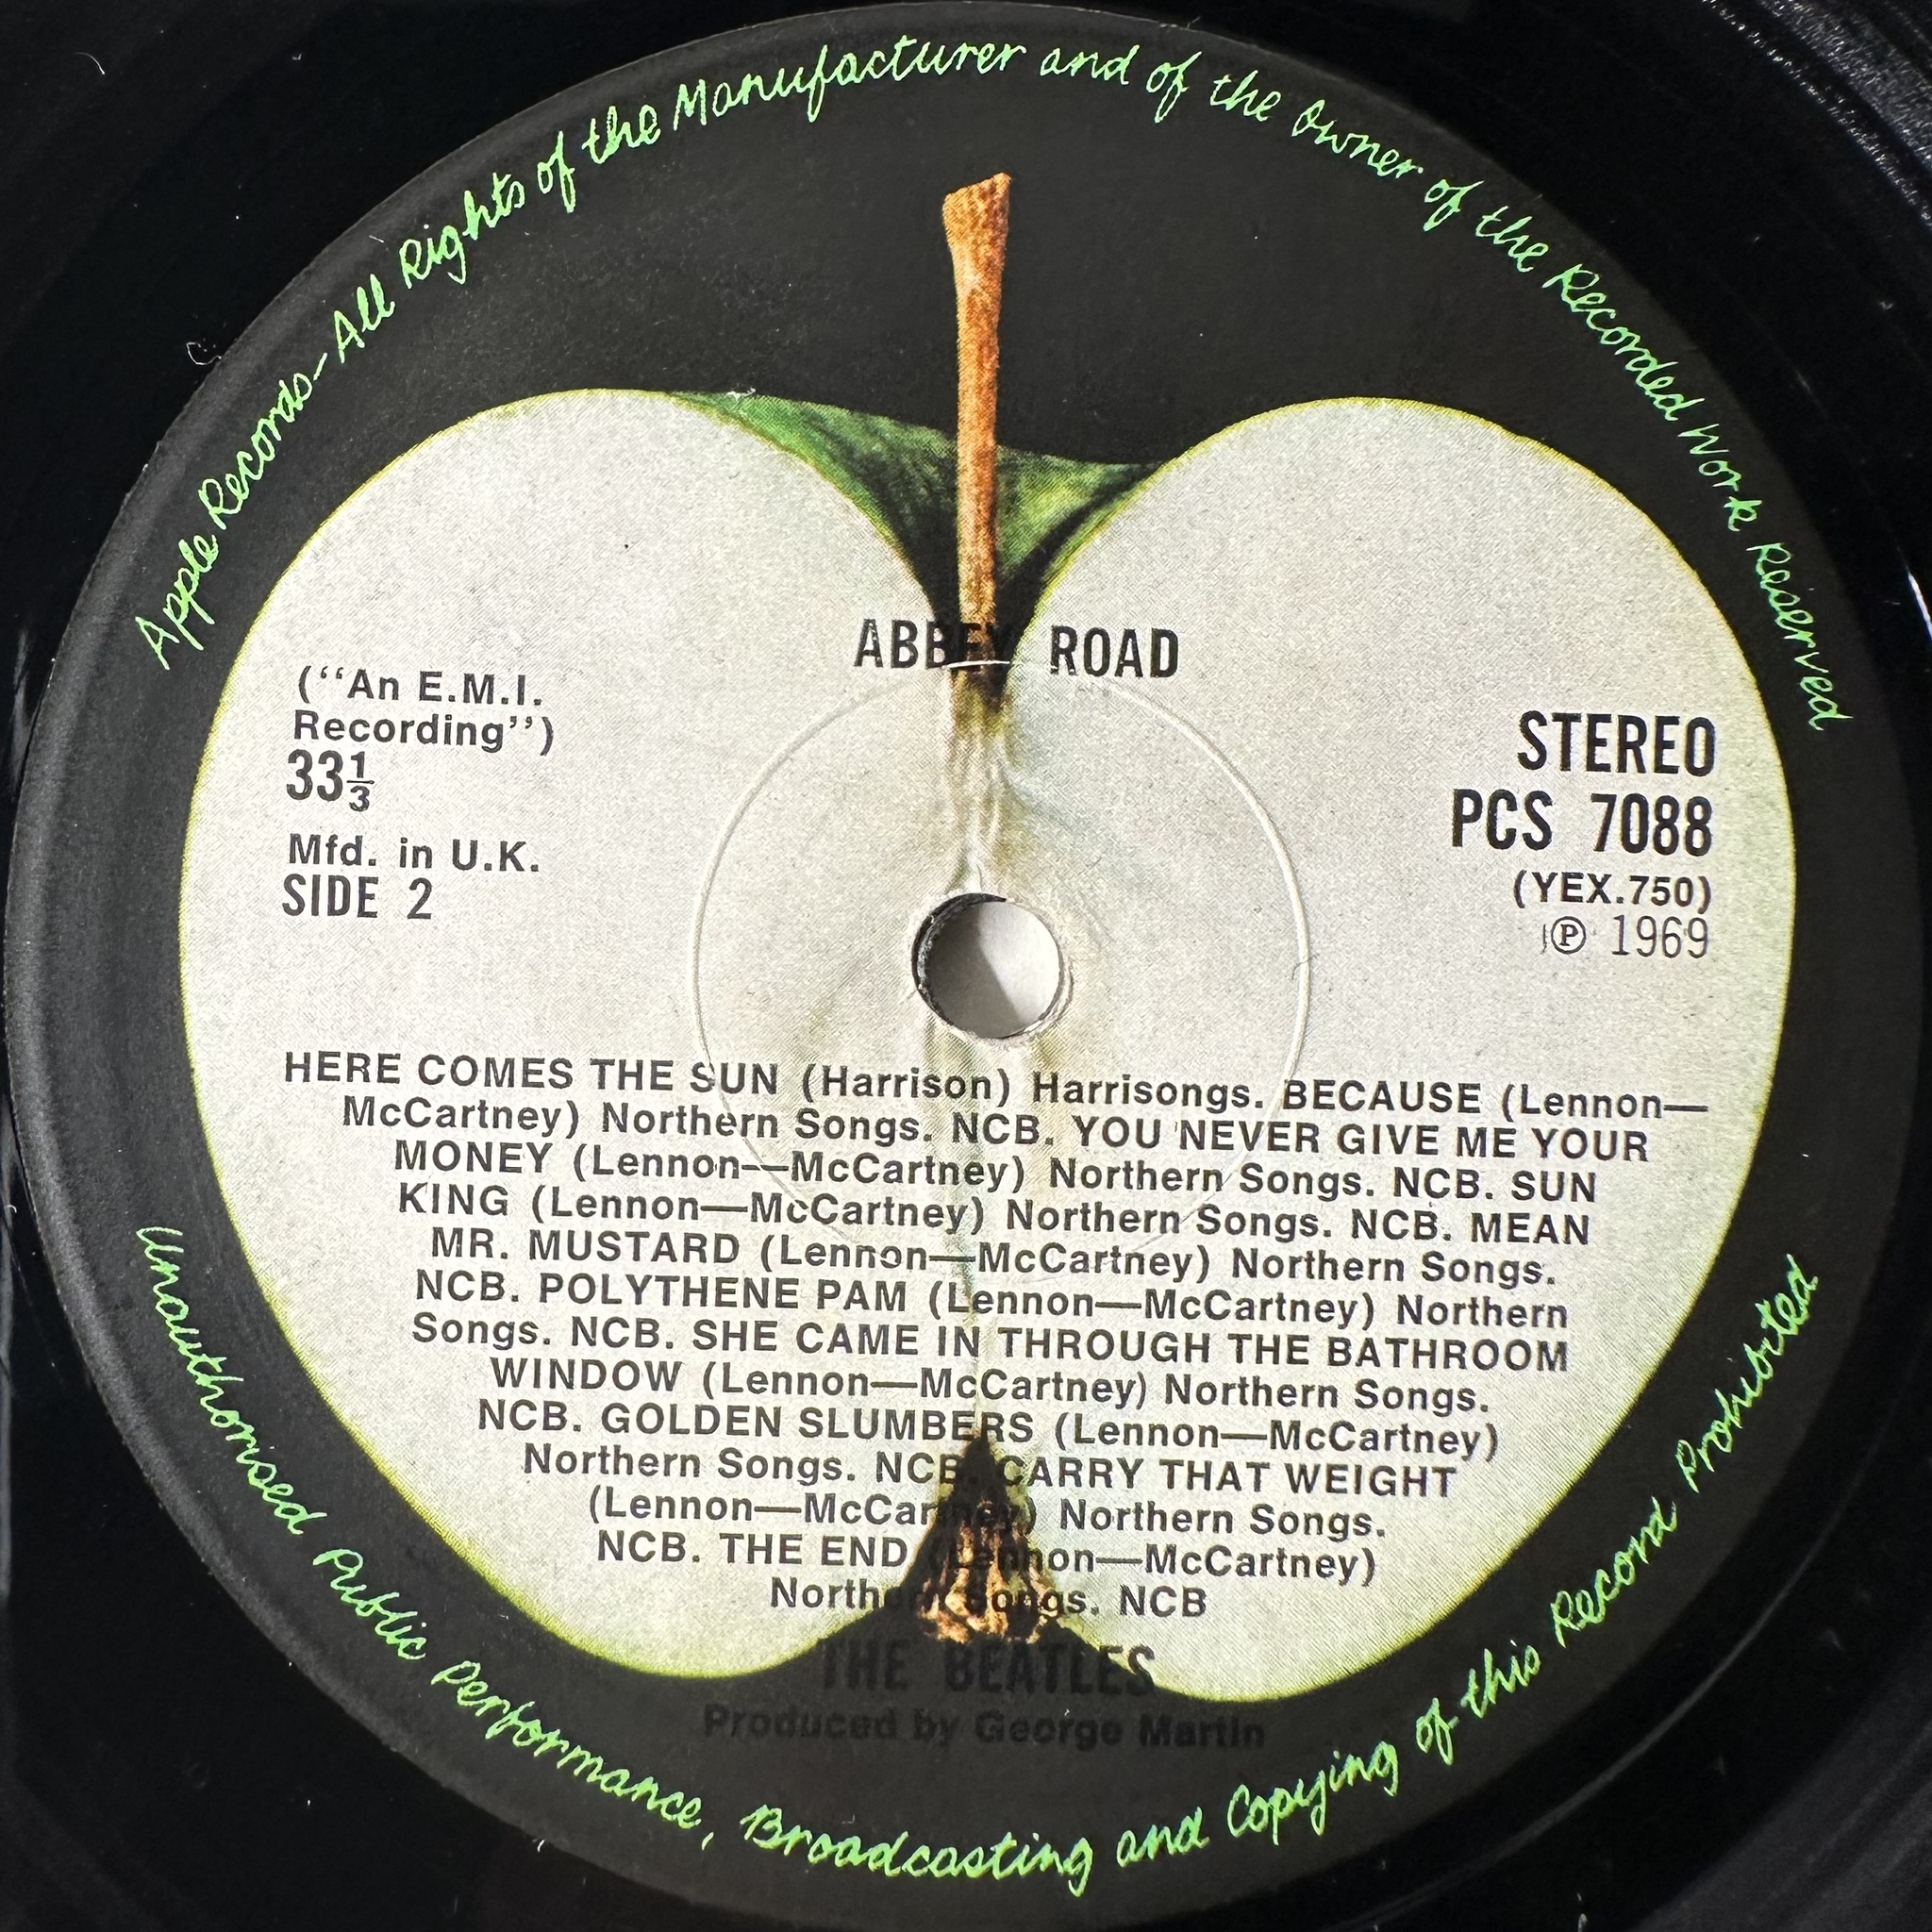 Apple Records—All Rights of the Manufacturer and of the Owner of the Recorded Work Reserved
ABBEY ROAD
(“An E.M.I.
Recording”)
33⅓
Mfd. in U.K.
SIDE 2
STEREO
PCS 7088
(YEX.750)
Ⓟ 1969
HERE COMES THE SUN (Harrison) Harrisongs. BECAUSE (Lennon—
McCartney) Northern Songs. NCB. YOU NEVER GIVE ME YOUR
MONEY (Lennon—McCartney) Northern Songs. NCB. SUN
KING (Lennon—McCartney) Northern Songs. NCB. MEAN
MR. MUSTARD (Lennon—McCartney) Northern Songs.
NCB. POLYTHENE PAM (Lennon—McCartney) Northern
Songs. NCB. SHE CAME IN THROUGH THE BATHROOM
WINDOW (Lennon—McCartney) Northern Songs.
NCB. GOLDEN SLUMBERS (Lennon—McCartney)
Northern Songs. NCB. CARRY THAT WEIGHT
(Lennon—McCartney) Northern Songs.
NCB. THE END (Lennon—McCartney)
Northern Songs. NCB
THE BEATLES
Produced by George Martin
Unauthorised Public Performance, Broadcasting and Copying of this Record Prohibited